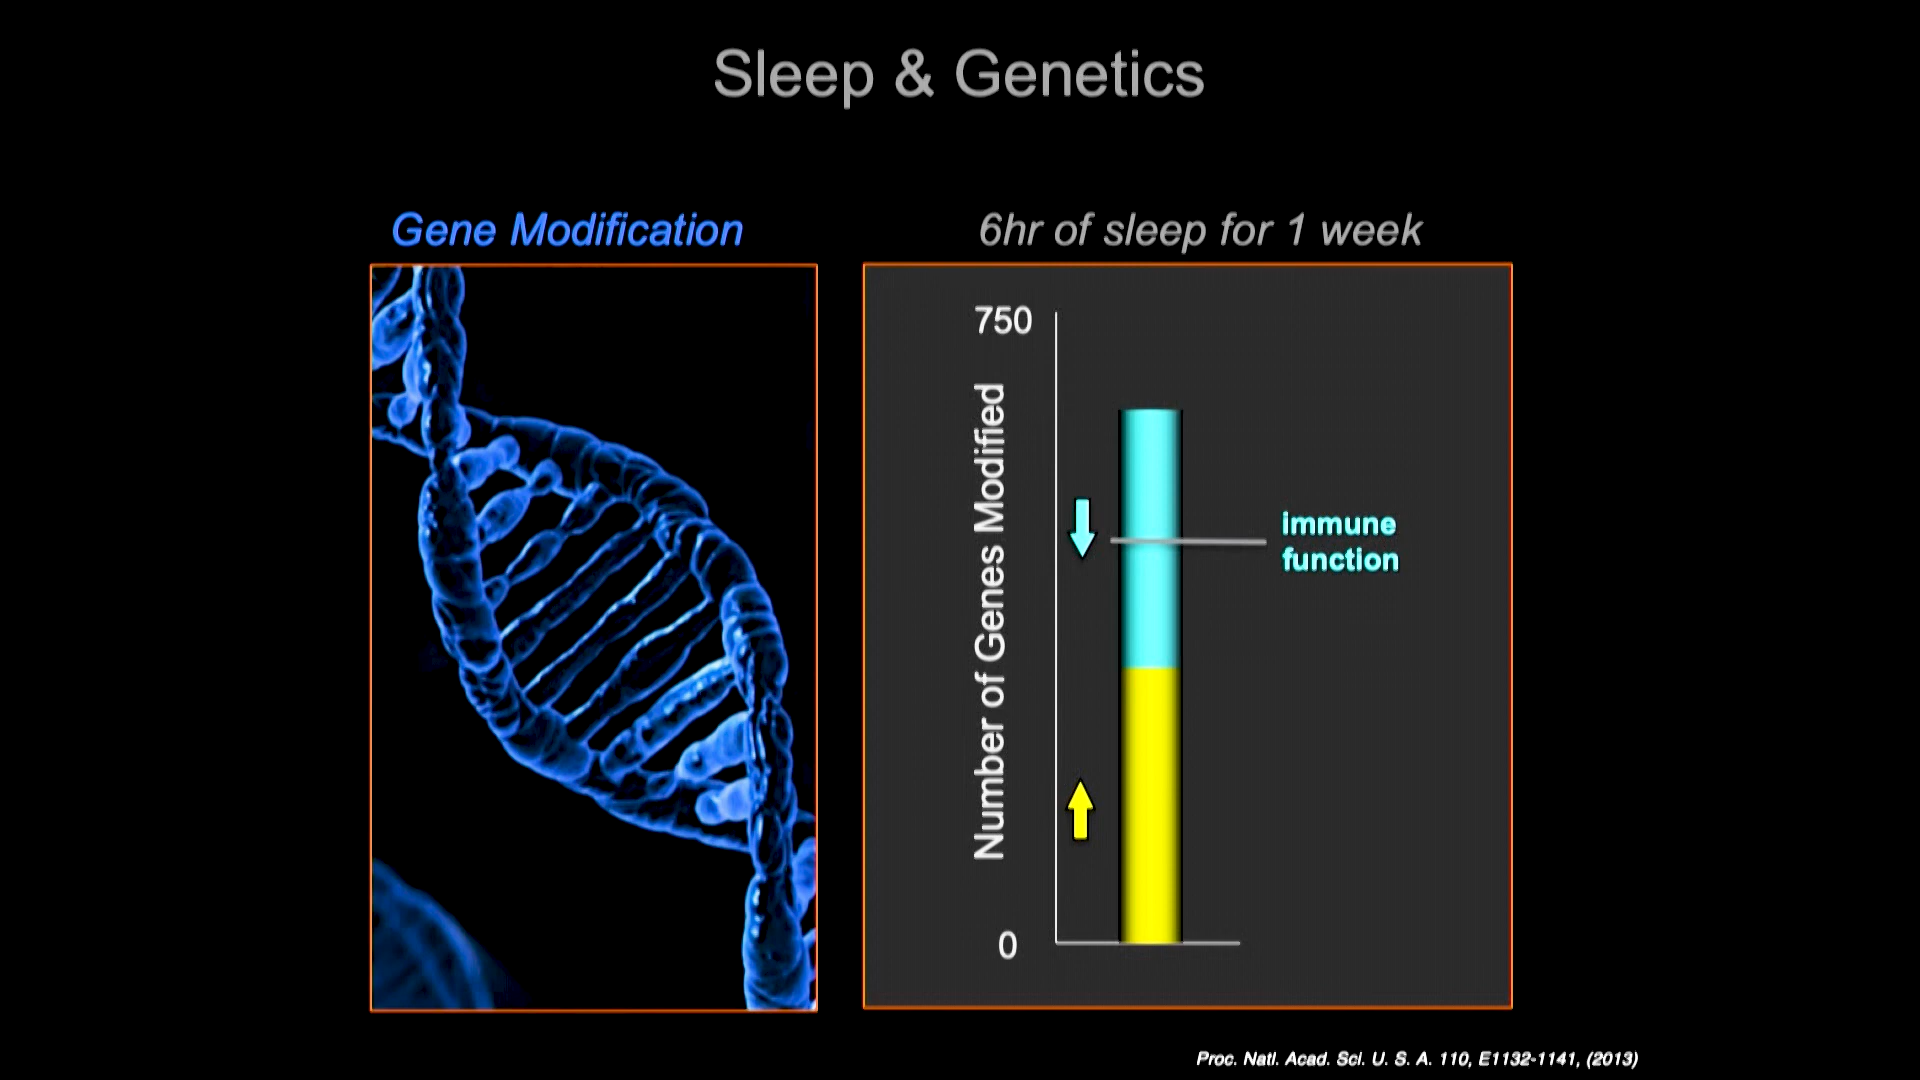 Sleep & Genetics
Gene Modification
6hr of sleep for 1 week
750
Number of Genes Modified
immune
function
0
Proc. Natl. Acad. Sci. U. S. A. 110, E1132-1141, (2013)